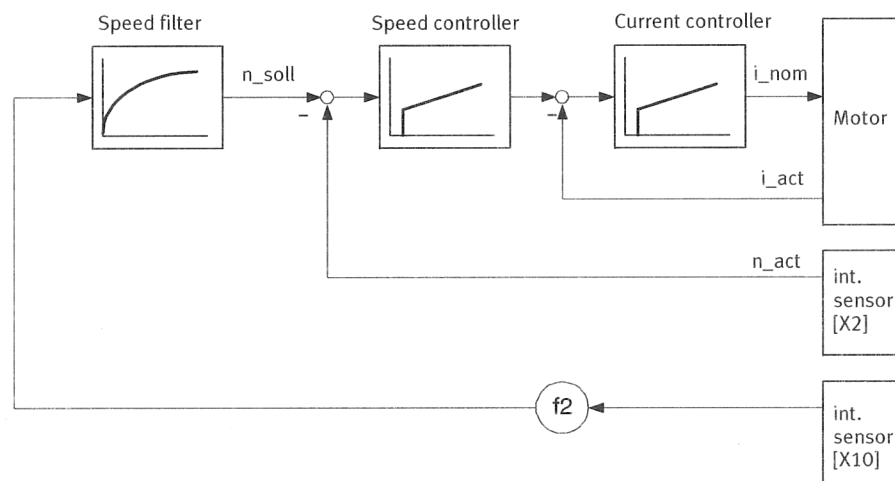 Speed filter
Speed controller
Current controller
n_soll
i_nom
Motor
–
–
i_act
n_act
int.
sensor
[X2]
f2
int.
sensor
[X10]